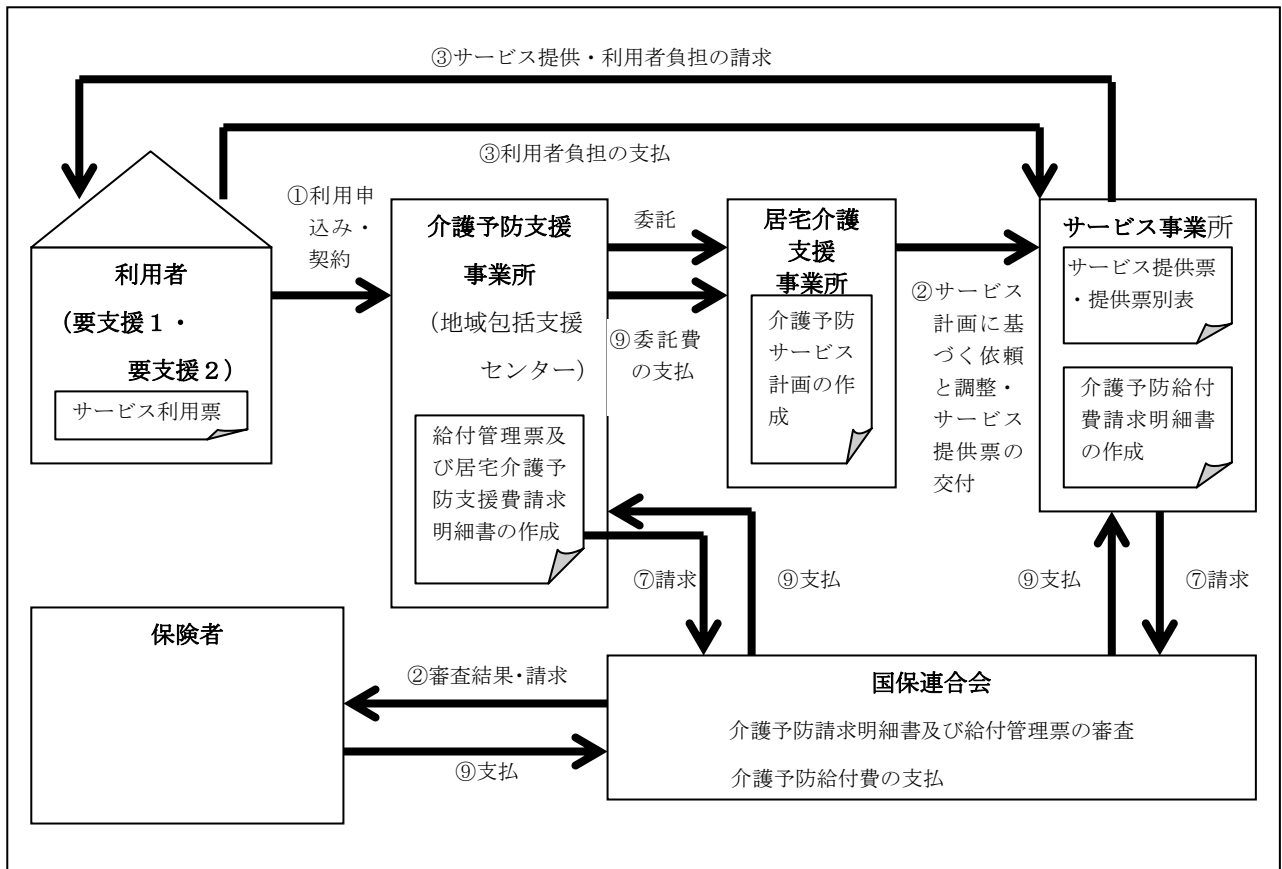 ③サービス提供・利用者負担の請求
③利用者負担の支払
①利用申
込み・
契約
利用者
(要支援１・
要支援２)
サービス利用票
介護予防支援
事業所
(地域包括支援
センター)
給付管理票及
び居宅介護予
防支援費請求
明細書の作成
委託
⑨委託費
の支払
居宅介護
支援
事業所
介護予防
サービス
計画の作
成
②サービス
計画に基
づく依頼
と調整・
サービス
提供票の
交付
サービス事業所
サービス提供票
・提供票別表
介護予防給付
費請求明細書
の作成
⑦請求
⑨支払
⑨支払
⑦請求
保険者
②審査結果・請求
⑨支払
国保連合会
介護予防請求明細書及び給付管理票の審査
介護予防給付費の支払